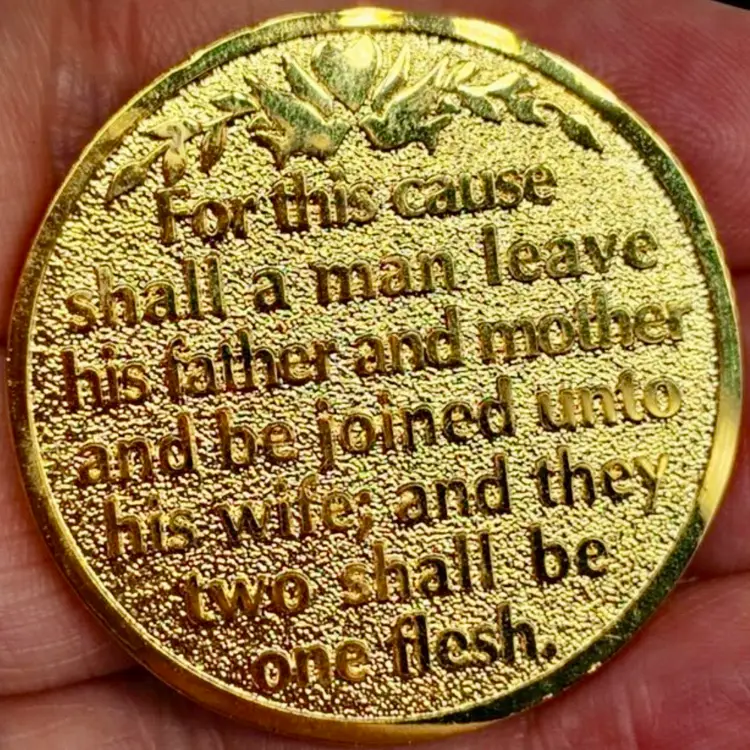 For this cause
shall a man leave
his father and mother
and be joined unto
his wife; and they
two shall be
one flesh.